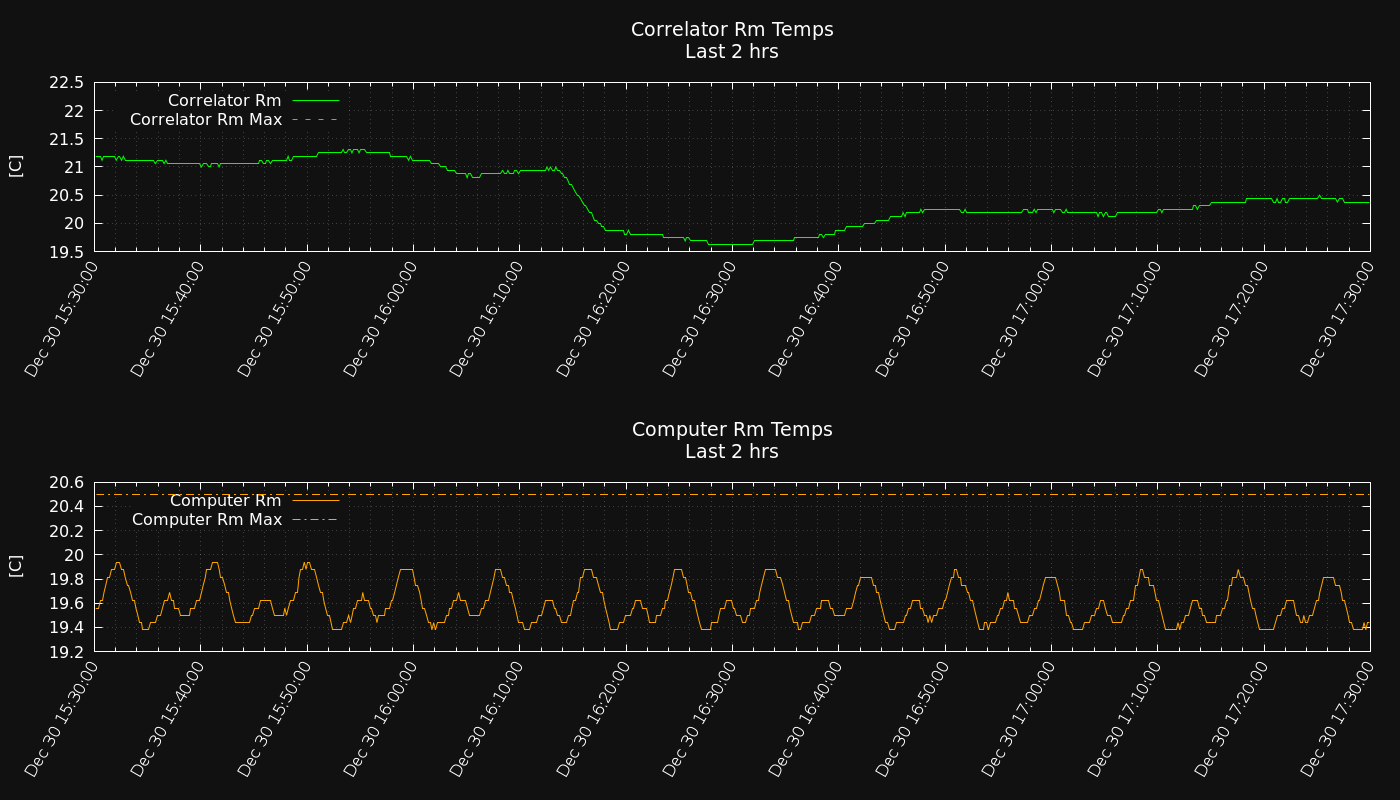 Correlator Rm Temps
Last 2 hrs
22.5
22
21.5
21
20.5
20
19.5
[C]
Correlator Rm
Correlator Rm Max
Dec 30 15:30:00
Dec 30 15:40:00
Dec 30 15:50:00
Dec 30 16:00:00
Dec 30 16:10:00
Dec 30 16:20:00
Dec 30 16:30:00
Dec 30 16:40:00
Dec 30 16:50:00
Dec 30 17:00:00
Dec 30 17:10:00
Dec 30 17:20:00
Dec 30 17:30:00
Computer Rm Temps
Last 2 hrs
20.6
20.4
20.2
20
19.8
19.6
19.4
19.2
[C]
Computer Rm
Computer Rm Max
Dec 30 15:30:00
Dec 30 15:40:00
Dec 30 15:50:00
Dec 30 16:00:00
Dec 30 16:10:00
Dec 30 16:20:00
Dec 30 16:30:00
Dec 30 16:40:00
Dec 30 16:50:00
Dec 30 17:00:00
Dec 30 17:10:00
Dec 30 17:20:00
Dec 30 17:30:00